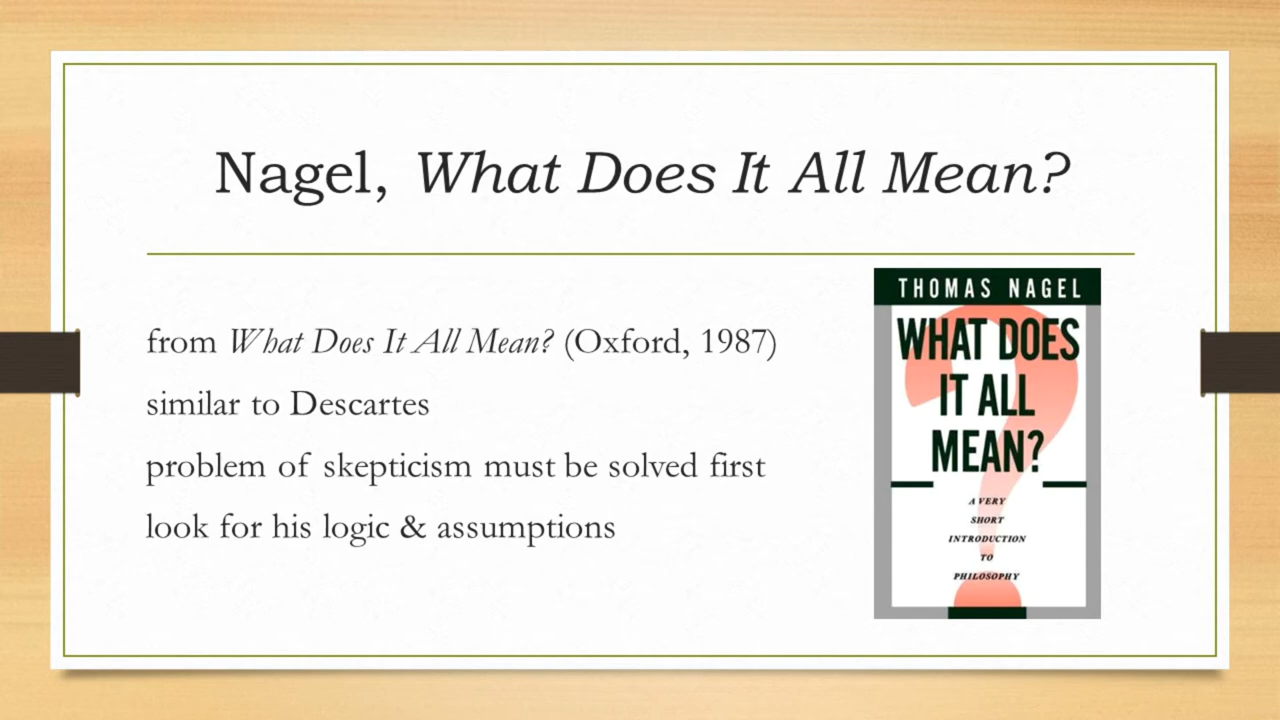 Nagel, What Does It All Mean?
from What Does It All Mean? (Oxford, 1987)
similar to Descartes
problem of skepticism must be solved first
look for his logic & assumptions
THOMAS NAGEL
WHAT DOES
IT ALL
MEAN?
A VERY
SHORT
INTRODUCTION
TO
PHILOSOPHY